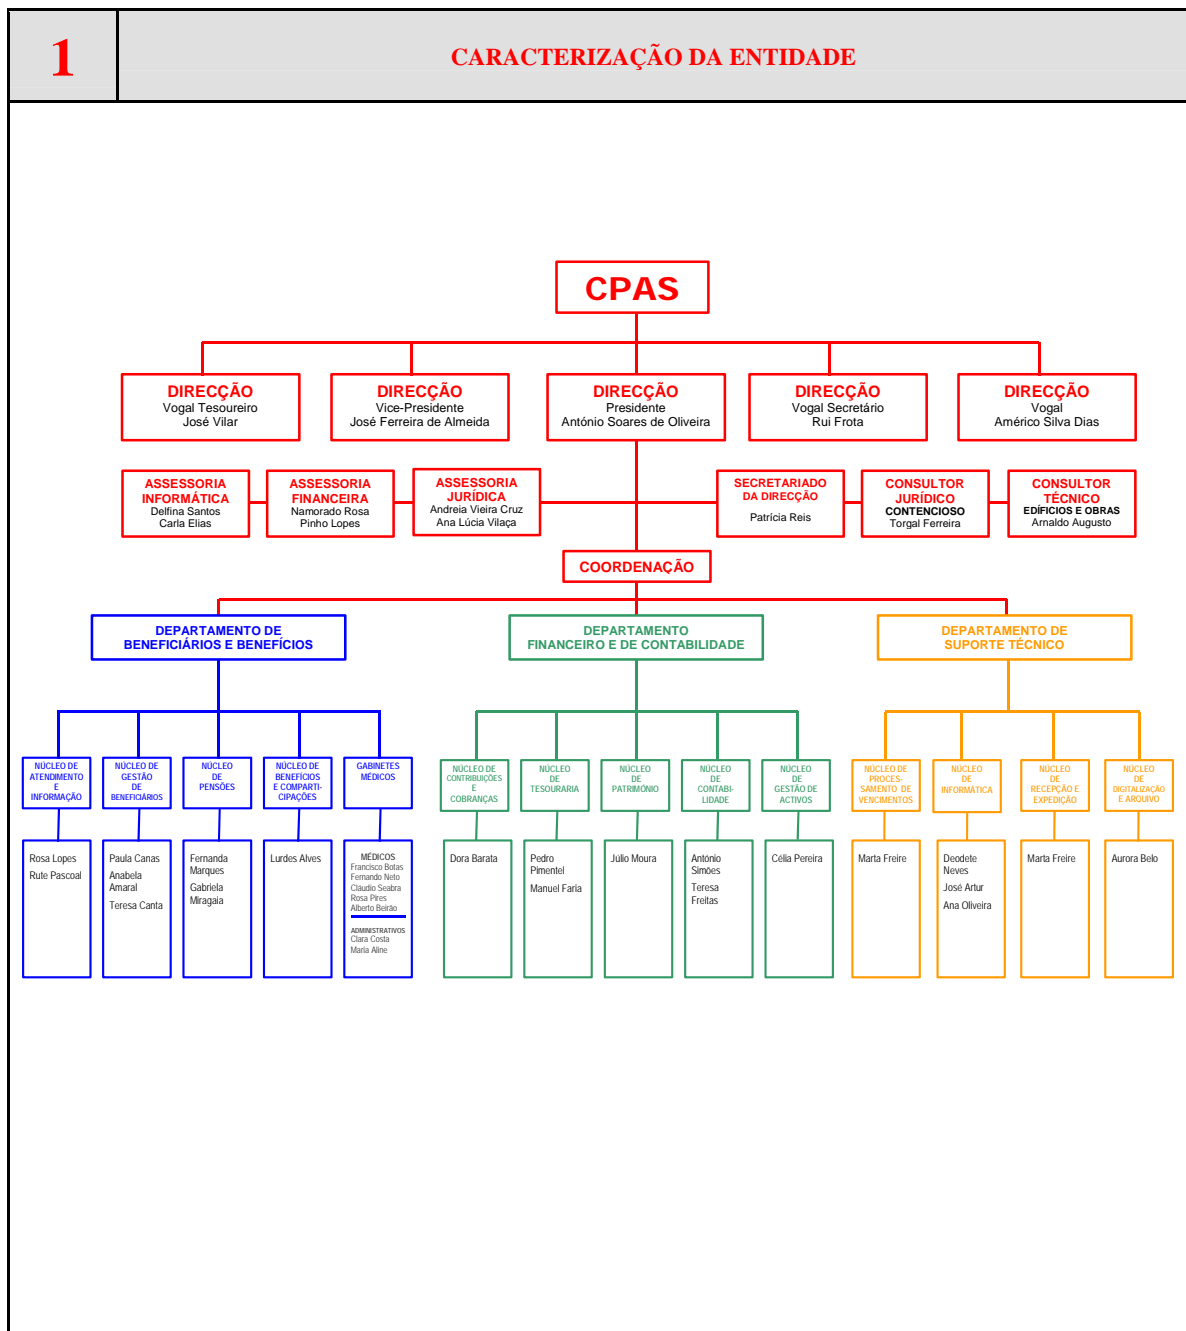 1
CARACTERIZAÇÃO DA ENTIDADE
CPAS
DIRECÇÃO
Vogal Tesoureiro
José Vilar
DIRECÇÃO
Vice-Presidente
José Ferreira de Almeida
DIRECÇÃO
Presidente
António Soares de Oliveira
DIRECÇÃO
Vogal Secretário
Rui Frota
DIRECÇÃO
Vogal
Américo Silva Dias
ASSESSORIA
INFORMÁTICA
Delfina Santos
Carla Elias
ASSESSORIA
FINANCEIRA
Namorado Rosa
Pinho Lopes
ASSESSORIA
JURÍDICA
Andreia Vieira Cruz
Ana Lúcia Vilaça
SECRETARIADO
DA DIRECÇÃO
Patrícia Reis
CONSULTOR
JURÍDICO
CONTENCIOSO
Torgal Ferreira
CONSULTOR
TÉCNICO
EDÍFICIOS E OBRAS
Arnaldo Augusto
COORDENAÇÃO
DEPARTAMENTO DE
BENEFICIÁRIOS E BENEFÍCIOS
DEPARTAMENTO
FINANCEIRO E DE CONTABILIDADE
DEPARTAMENTO DE
SUPORTE TÉCNICO
NÚCLEO DE
ATENDIMENTO
E
INFORMAÇÃO
NÚCLEO DE
GESTÃO
DE
BENEFICIÁRIOS
NÚCLEO
DE
PENSÕES
NÚCLEO DE
BENEFÍCIOS
E COMPARTI-
CIPAÇÕES
GABINETES
MÉDICOS
NÚCLEO DE
CONTRIBUIÇÕES
E
COBRANÇAS
NÚCLEO
DE
TESOURARIA
NÚCLEO
DE
PATRIMÓNIO
NÚCLEO
DE
CONTABI-
LIDADE
NÚCLEO
DE
GESTÃO DE
ACTIVOS
NÚCLEO DE
PROCES-
SAMENTO DE
VENCIMENTOS
NÚCLEO
DE
INFORMÁTICA
NÚCLEO
DE
RECEPÇÃO E
EXPEDIÇÃO
NÚCLEO
DE
DIGITALIZAÇÃO
E ARQUIVO
Rosa Lopes
Rute Pascoal
Paula Canas
Anabela
Amaral
Teresa Canta
Fernanda
Marques
Gabriela
Miragaia
Lurdes Alves
MÉDICOS
Francisco Botas
Fernando Neto
Cláudio Seabra
Rosa Pires
Alberto Beirão
ADMINISTRATIVOS
Clara Costa
Maria Aline
Dora Barata
Pedro
Pimentel
Manuel Faria
Júlio Moura
António
Simões
Teresa
Freitas
Célia Pereira
Marta Freire
Deodete
Neves
José Artur
Ana Oliveira
Marta Freire
Aurora Belo